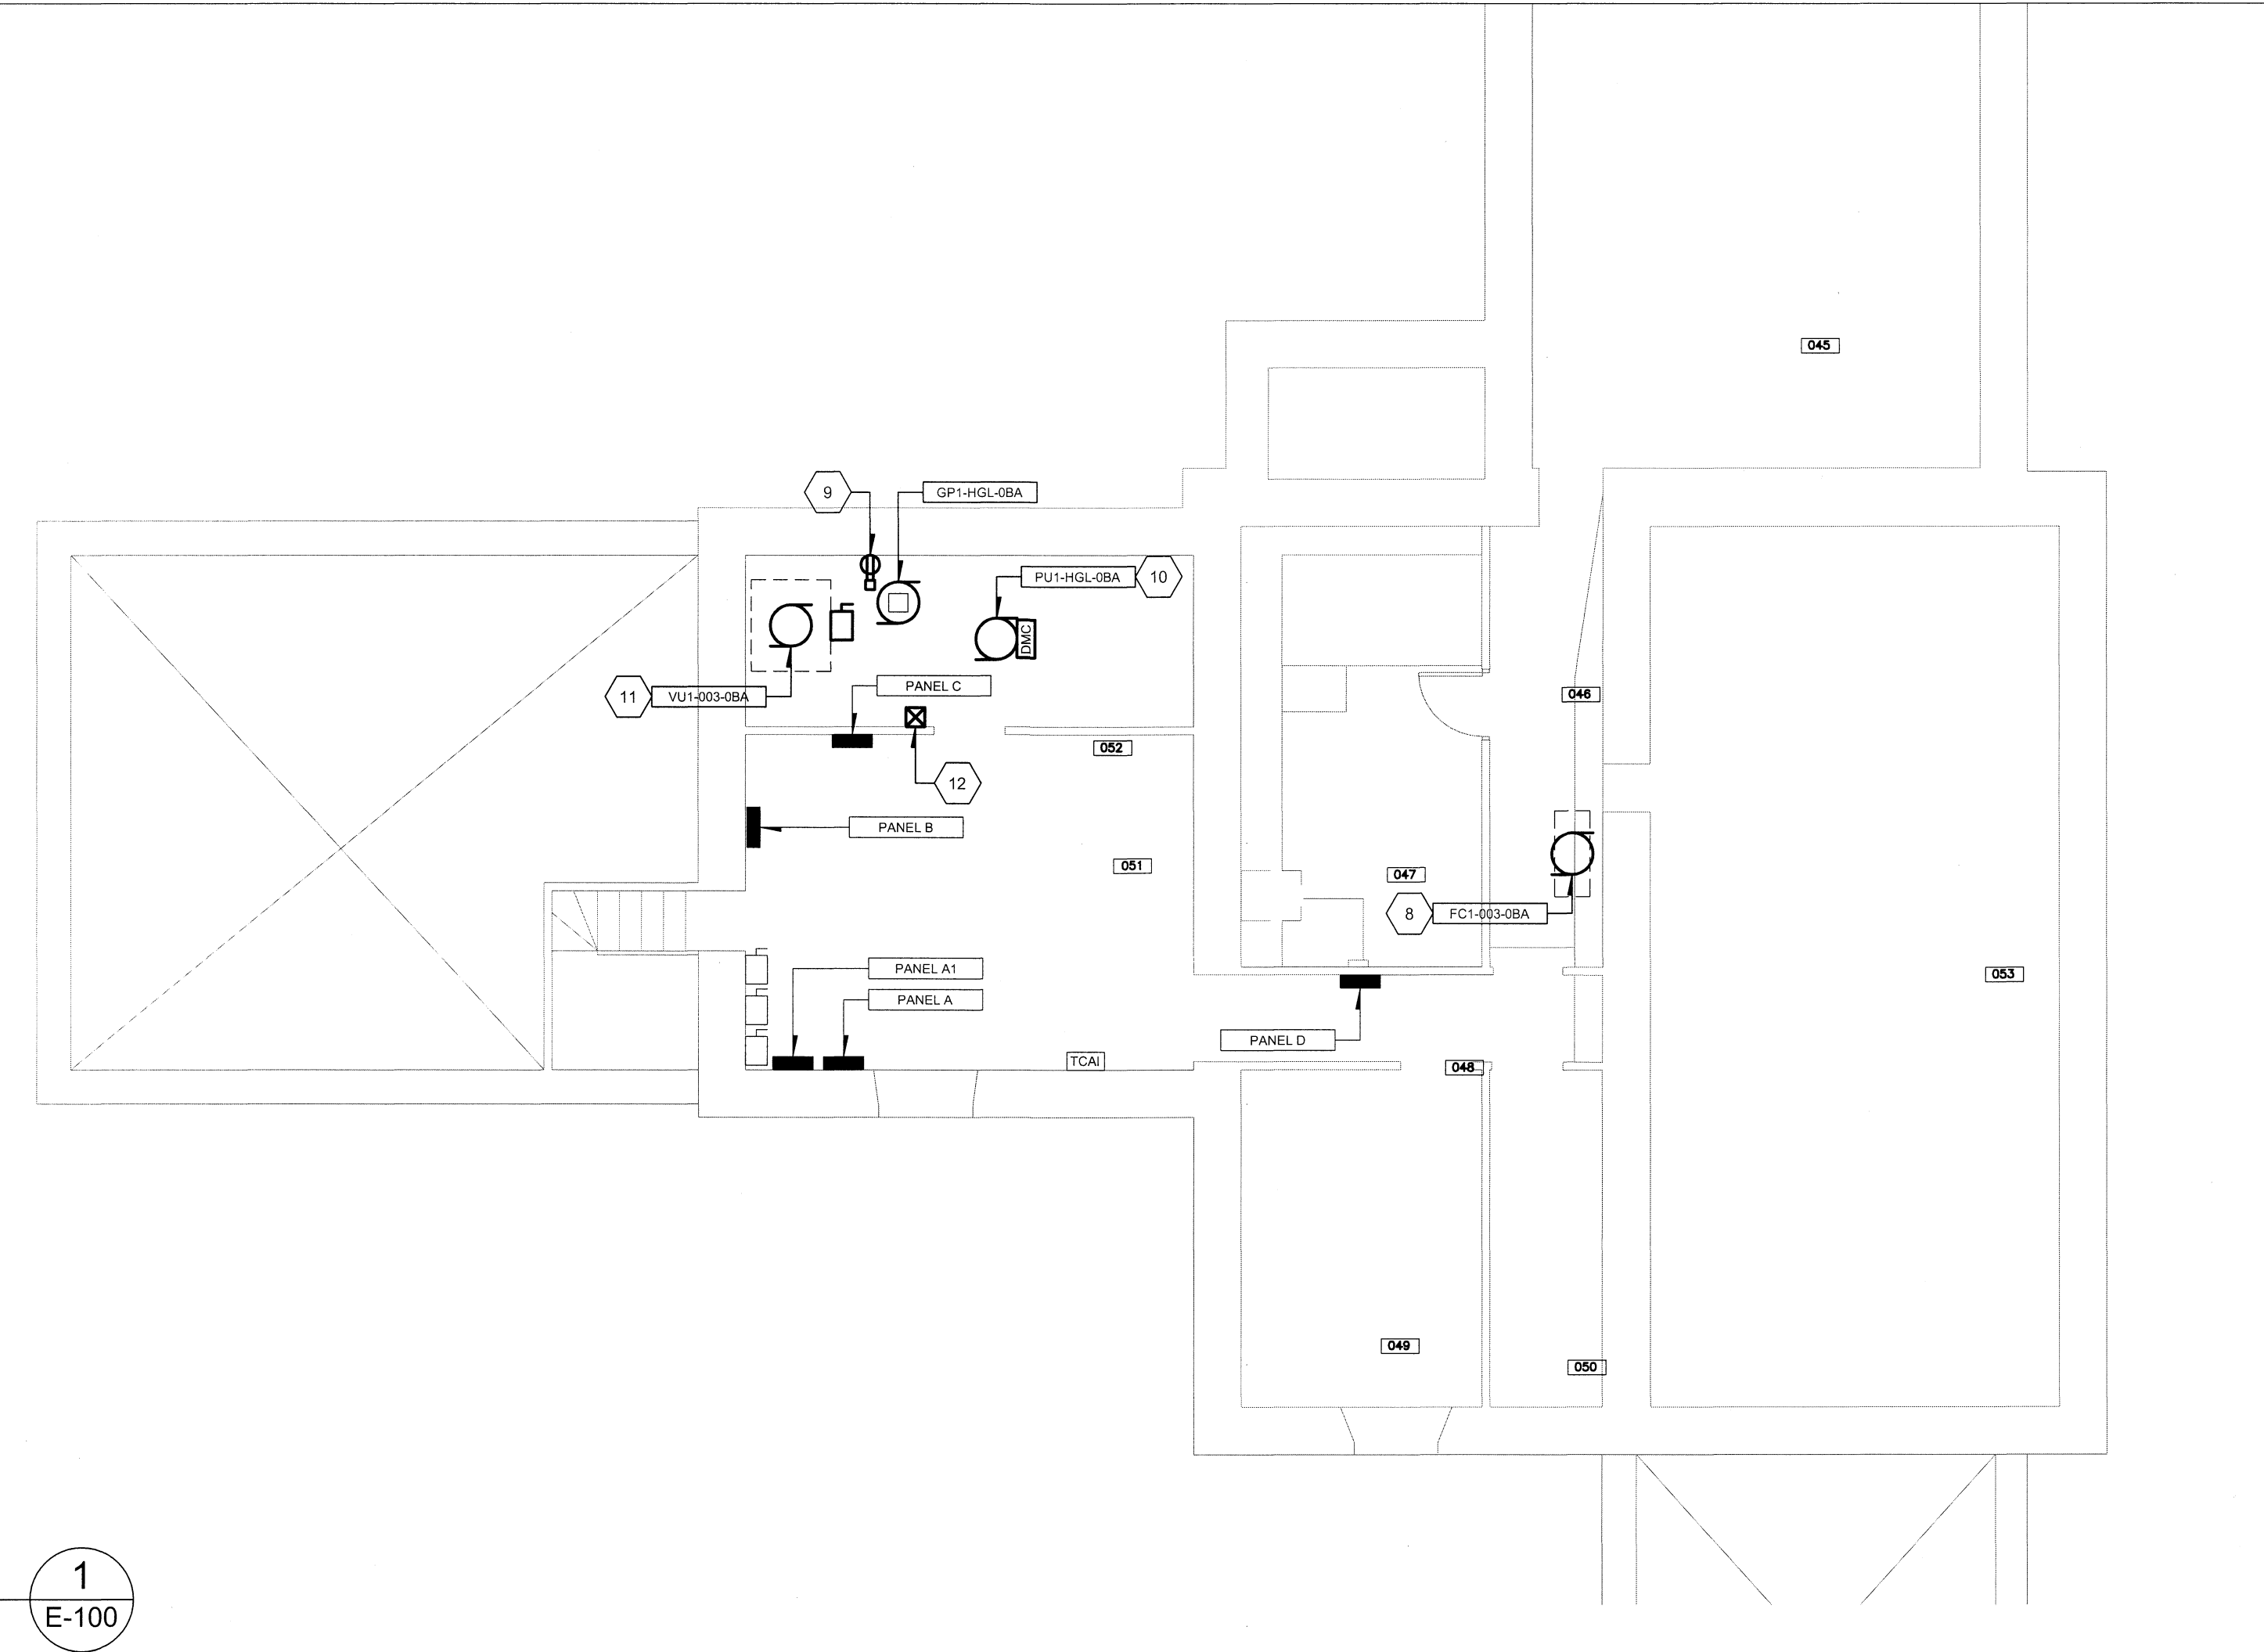 045
9
GP1-HGL-0BA
PU1-HGL-0BA
10
DMC
11
VU1-003-0BA
PANEL C
046
052
12
PANEL B
051
047
8
FC1-003-0BA
PANEL A1
053
PANEL A
PANEL D
TCAI
048
049
050
1
E-100